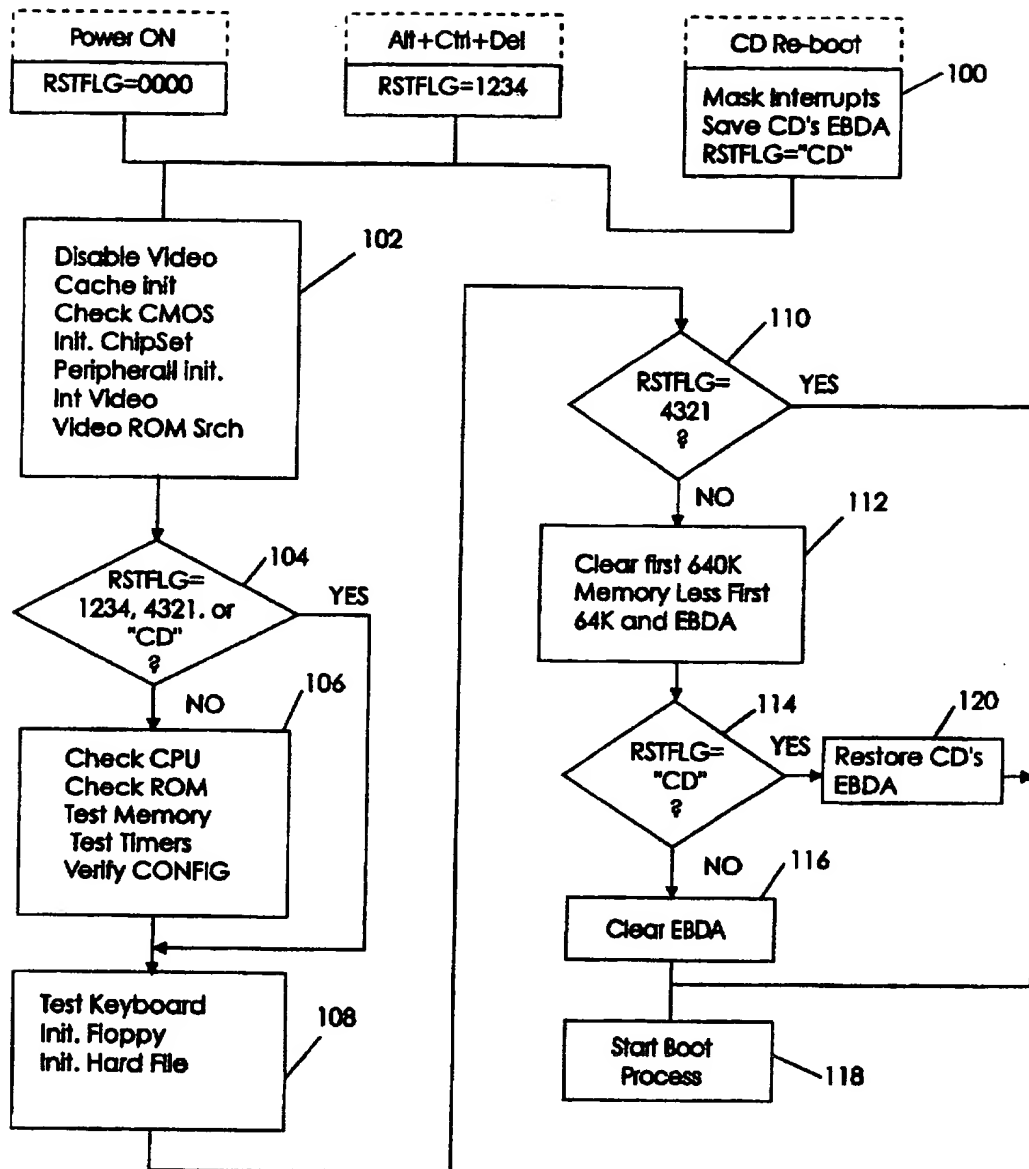 Power ON
RSTFLG=0000
Alt+Ctrl+Del
RSTFLG=1234
CD Re-boot
100
Mask Interrupts
Save CD's EBDA
RSTFLG="CD"
102
Disable Video
Cache init
Check CMOS
Init. ChipSet
Peripherall init.
Int Video
Video ROM Srch
104
RSTFLG=
1234, 4321. or
"CD"
?
YES
NO
106
Check CPU
Check ROM
Test Memory
Test Timers
Verify CONFIG
Test Keyboard
Init. Floppy
Init. Hard File
108
110
RSTFLG=
4321
?
YES
NO
112
Clear first 640K
Memory Less First
64K and EBDA
114
RSTFLG=
"CD"
?
YES
120
Restore CD's
EBDA
NO
116
Clear EBDA
Start Boot
Process
118